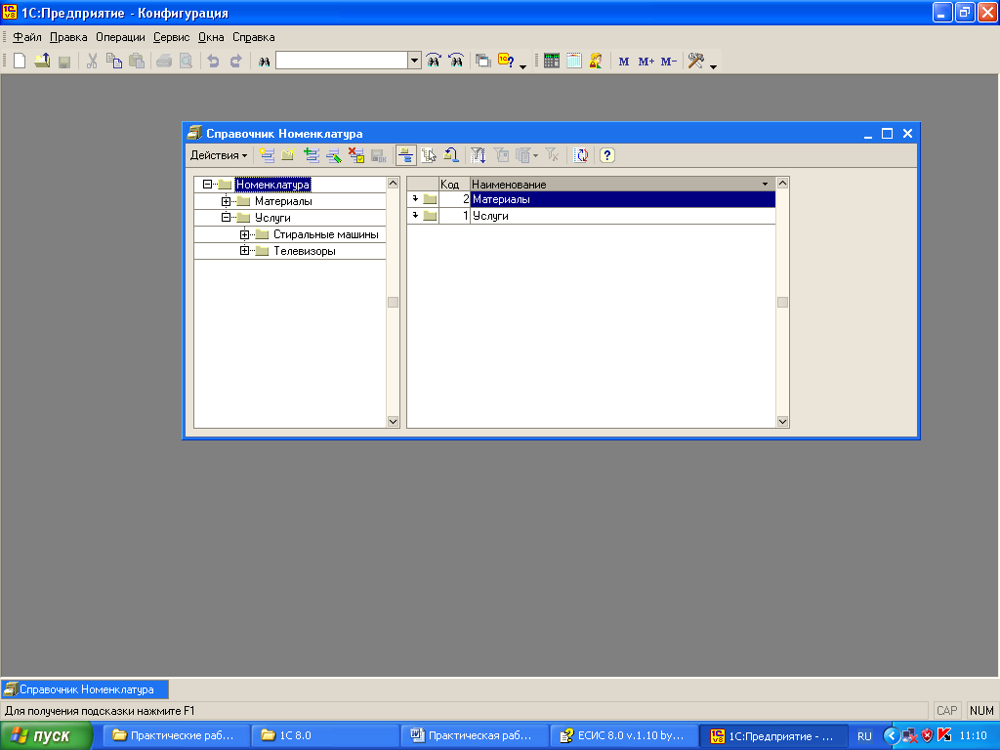 1С:Предприятие - Конфигурация
Файл Правка Операции Сервис Окна Справка
M M+ M-
Справочник Номенклатура
Действия
Номенклатура
Материалы
Услуги
Стиральные машины
Телевизоры
Код Наименование
2 Материалы
1 Услуги
Справочник Номенклатура
Для получения подсказки нажмите F1
CAP NUM
пуск
Практические раб...
1С 8.0
Практическая раб...
ЕСИС 8.0 v.1.10 by...
1С:Предприятие - ...
RU
11:10